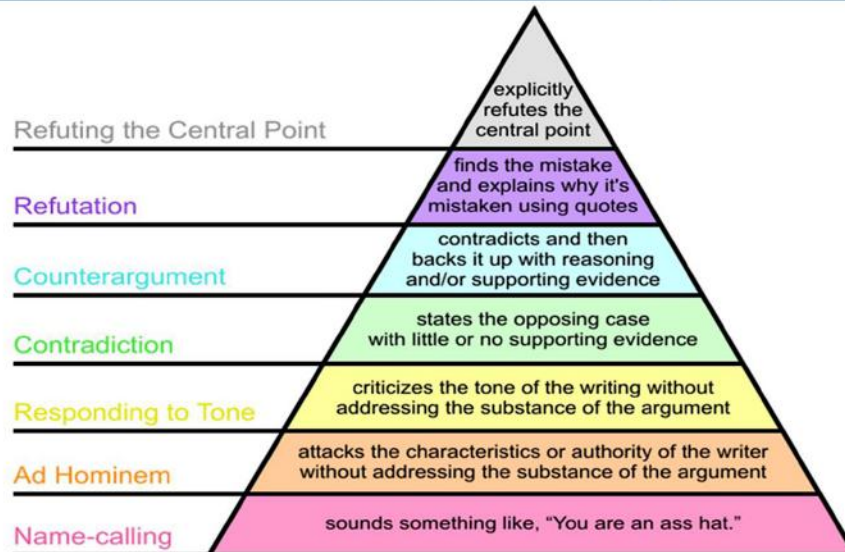 explicitly
refutes the
central point
Refuting the Central Point
finds the mistake
and explains why it's
mistaken using quotes
Refutation
contradicts and then
backs it up with reasoning
and/or supporting evidence
Counterargument
states the opposing case
with little or no supporting evidence
Contradiction
criticizes the tone of the writing without
addressing the substance of the argument
Responding to Tone
attacks the characteristics or authority of the writer
without addressing the substance of the argument
Ad Hominem
sounds something like, “You are an ass hat.”
Name-calling